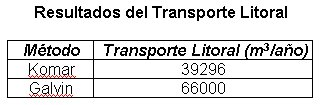 Resultados del Transporte Litoral
Método Transporte Litoral (m³/año)
Komar 39296
Galvin 66000